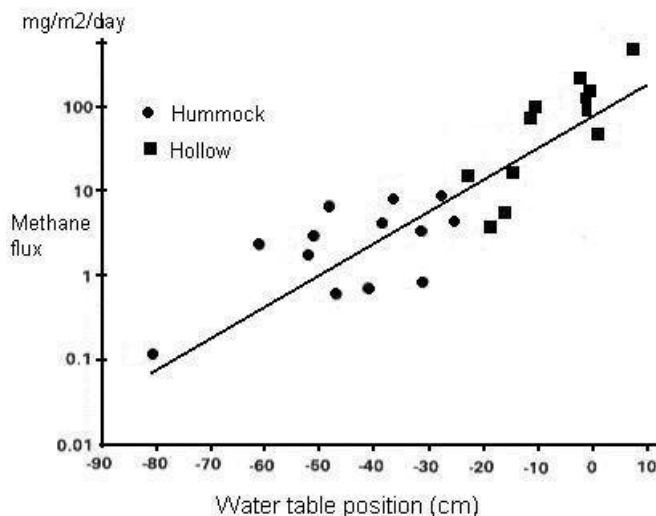 mg/m2/day
100
Hummock
Hollow
10
Methane
flux
1
0.1
0.01
-90 -80 -70 -60 -50 -40 -30 -20 -10 0 10
Water table position (cm)